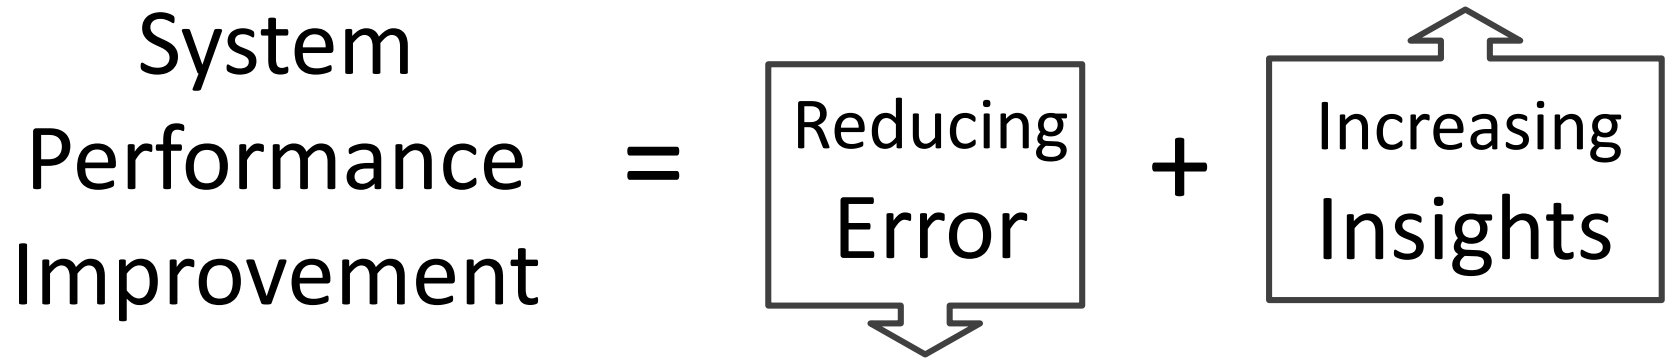 System
Performance
Improvement
=
Reducing
Error
+
Increasing
Insights